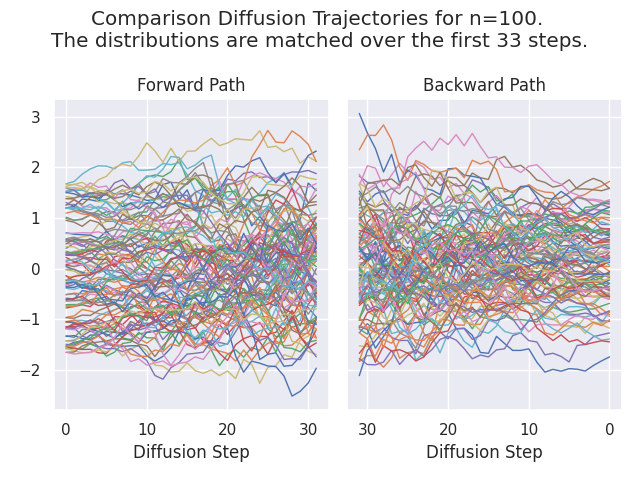 Comparison Diffusion Trajectories for n=100.
The distributions are matched over the first 33 steps.
Forward Path
Backward Path
3
2
1
0
−1
−2
0 10 20 30
30 20 10 0
Diffusion Step
Diffusion Step